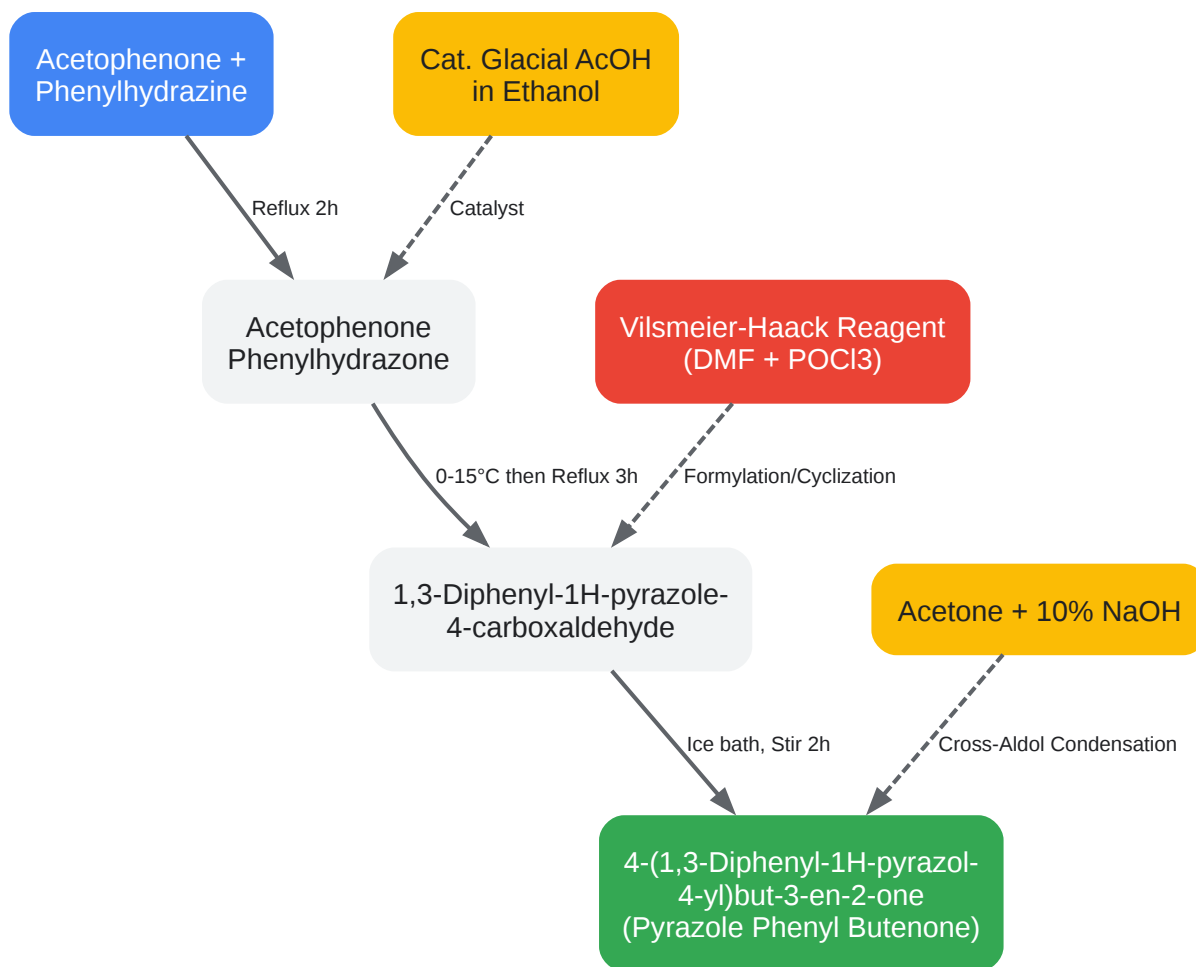 Acetophenone +
Phenylhydrazine
Cat. Glacial AcOH
in Ethanol
Reflux 2h
Catalyst
Acetophenone
Phenylhydrazone
Vilsmeier-Haack Reagent
(DMF + POCl3)
0-15°C then Reflux 3h
Formylation/Cyclization
1,3-Diphenyl-1H-pyrazole-
4-carboxaldehyde
Acetone + 10% NaOH
Ice bath, Stir 2h
Cross-Aldol Condensation
4-(1,3-Diphenyl-1H-pyrazol-
4-yl)but-3-en-2-one
(Pyrazole Phenyl Butenone)